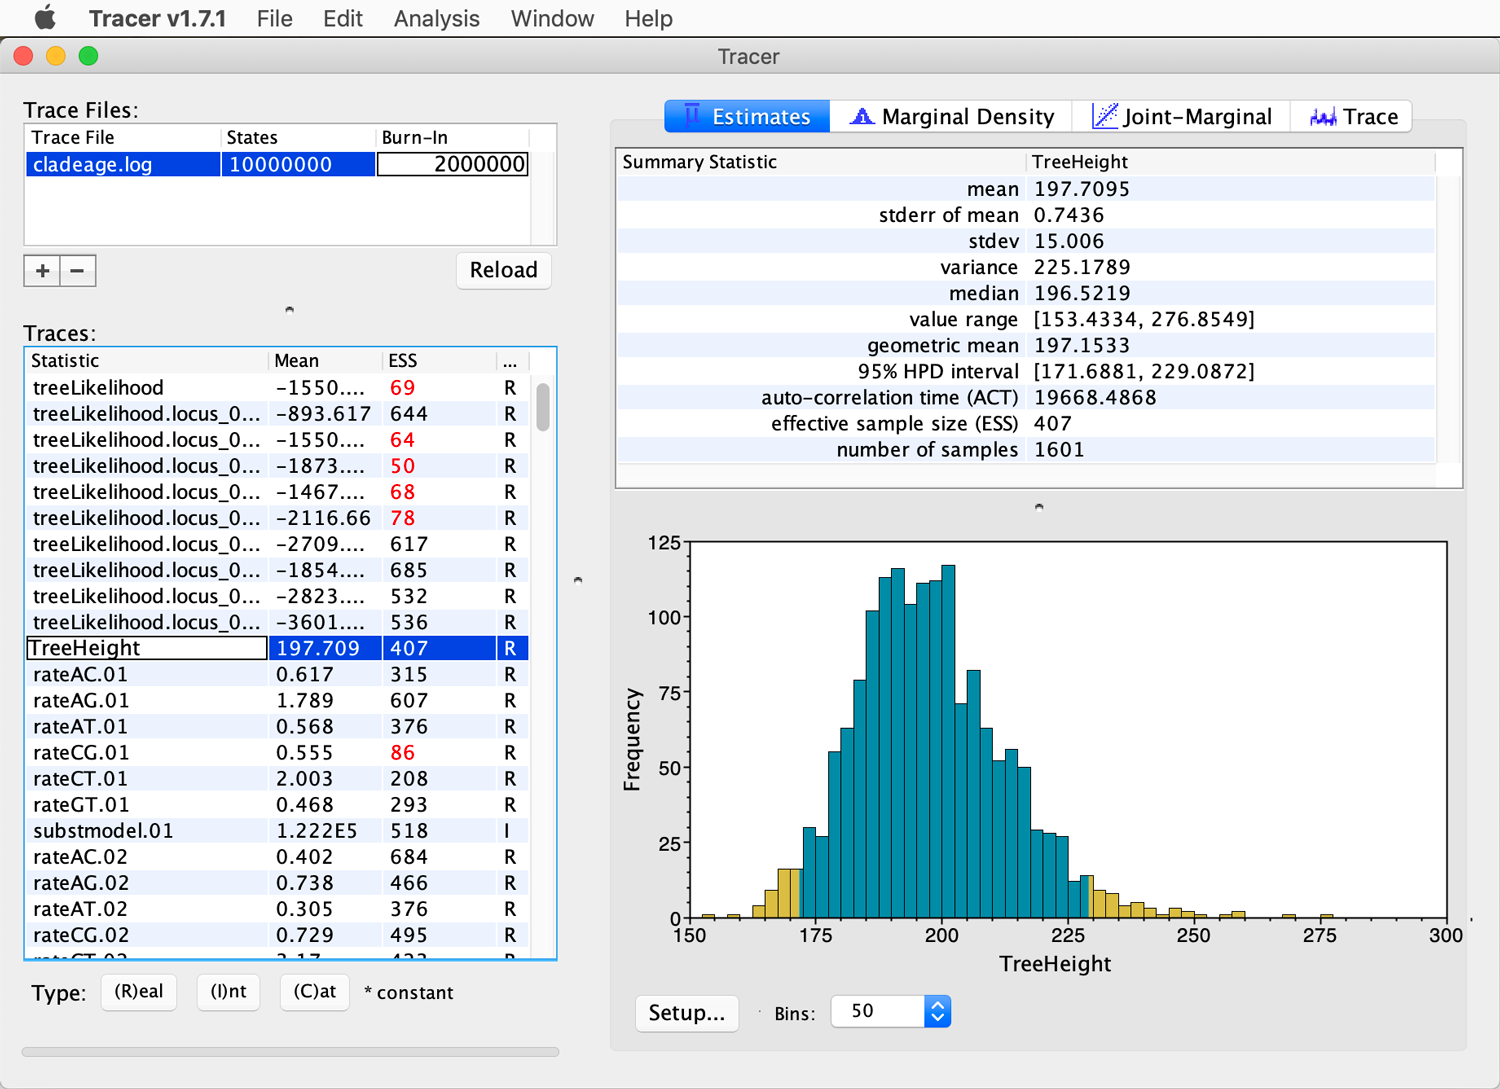 Tracer v1.7.1 File Edit Analysis Window Help
Tracer
Trace Files:
Trace File States Burn-In
cladeage.log 10000000 2000000
+ −
Reload
Traces:
Statistic Mean ESS ...
treeLikelihood -1550.... 69 R
treeLikelihood.locus_0... -893.617 644 R
treeLikelihood.locus_0... -1550.... 64 R
treeLikelihood.locus_0... -1873.... 50 R
treeLikelihood.locus_0... -1467.... 68 R
treeLikelihood.locus_0... -2116.66 78 R
treeLikelihood.locus_0... -2709.... 617 R
treeLikelihood.locus_0... -1854.... 685 R
treeLikelihood.locus_0... -2823.... 532 R
treeLikelihood.locus_0... -3601.... 536 R
TreeHeight 197.709 407 R
rateAC.01 0.617 315 R
rateAG.01 1.789 607 R
rateAT.01 0.568 376 R
rateCG.01 0.555 86 R
rateCT.01 2.003 208 R
rateGT.01 0.468 293 R
substmodel.01 1.222E5 518 I
rateAC.02 0.402 684 R
rateAG.02 0.738 466 R
rateAT.02 0.305 376 R
rateCG.02 0.729 495 R
Type: (R)eal (I)nt (C)at * constant
Estimates Marginal Density Joint-Marginal Trace
Summary Statistic TreeHeight
mean 197.7095
stderr of mean 0.7436
stdev 15.006
variance 225.1789
median 196.5219
value range [153.4334, 276.8549]
geometric mean 197.1533
95% HPD interval [171.6881, 229.0872]
auto-correlation time (ACT) 19668.4868
effective sample size (ESS) 407
number of samples 1601
125
100
75
50
25
0
Frequency
150 175 200 225 250 275 300
TreeHeight
Setup... Bins: 50